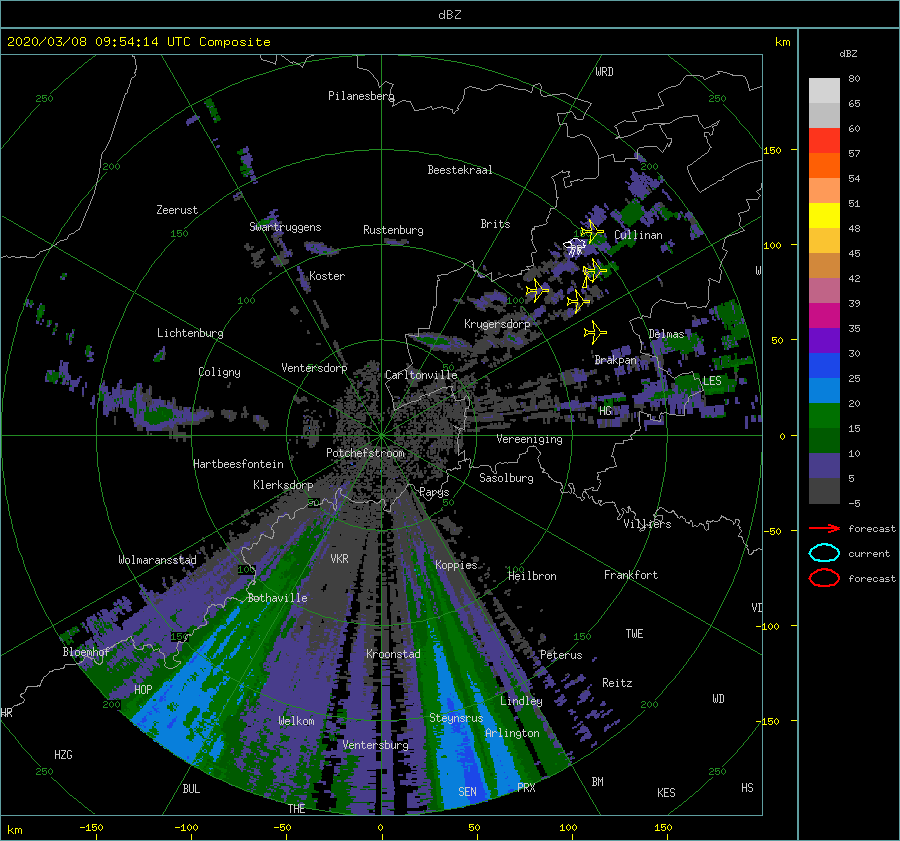 dBZ
2020/03/08 09:54:14 UTC Composite
km
dBZ
WRD
80
250
Pilanesberg
250
65
60
150
57
200
Beestekraal
200
54
Zeerust
51
Swartruggens
Rustenburg
Brits
150
Cullinan
48
100
45
Koster
W
42
100
100
39
Lichtenburg
Krugersdorp
Delmas
35
50
30
Coligny
Ventersdorp
Carltonville
Brakpan
LES
25
HG
20
0
Vereeniging
15
Potchefstroom
10
Hartbeesfontein
Klerksdorp
Parys
Sasolburg
5
50
50
-5
Villiers
-50
forecast
Wolmaransstad
VKR
Koppies
current
100
100
Heilbron
Frankfort
forecast
Bothaville
VI
-100
150
150
TWE
Bloemhof
Kroonstad
Peterus
HOP
Reitz
200
Lindley
200
WD
HR
Welkom
Steynsrus
-150
Arlington
Ventersburg
HZG
250
250
BUL
SEN
PRX
BM
KES
HS
THE
km
-150
-100
-50
0
50
100
150